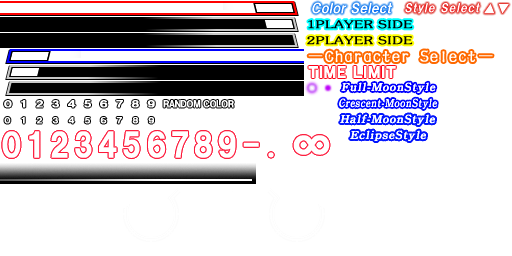 Color Select Style Select △▽
1PLAYER SIDE
2PLAYER SIDE
—Character Select—
TIME LIMIT
Full-MoonStyle
0 1 2 3 4 5 6 7 8 9 RANDOM COLOR
Crescent-MoonStyle
0 1 2 3 4 5 6 7 8 9
Half-MoonStyle
EclipseStyle
0123456789-. ∞